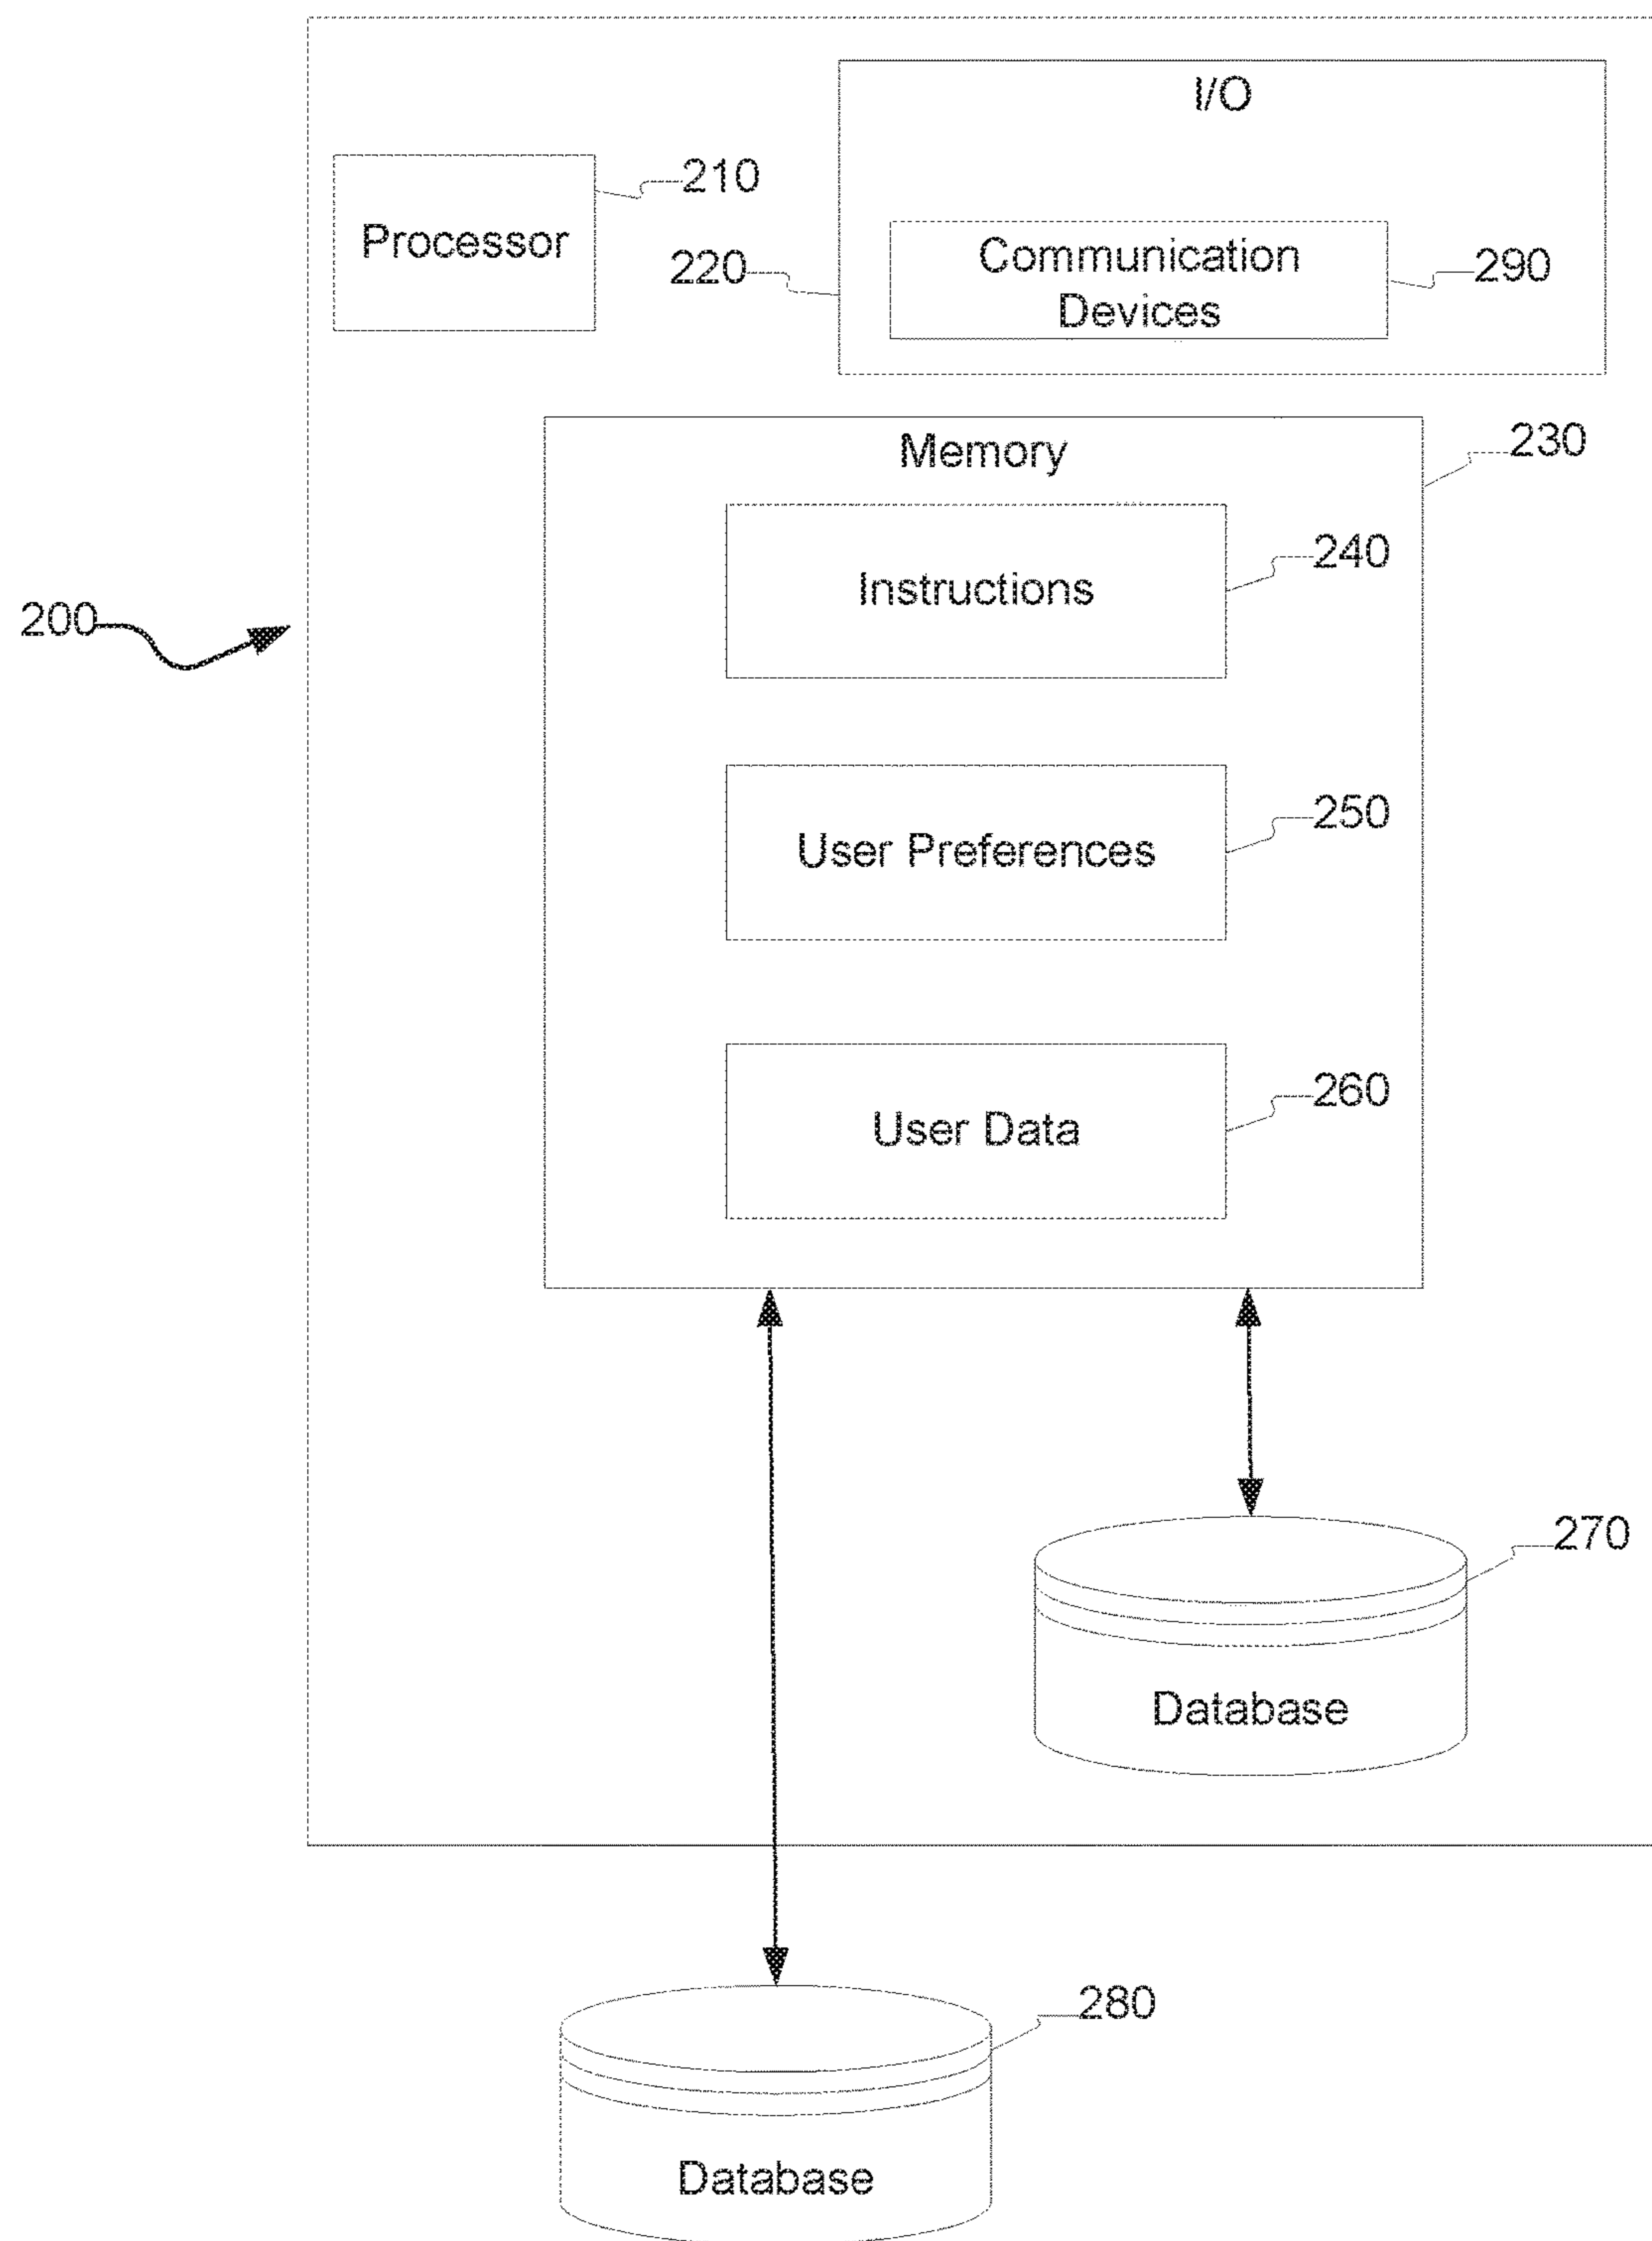 I/O
210
Processor
220
Communication
Devices
290
Memory
230
Instructions
240
200
User Preferences
250
User Data
260
270
Database
280
Database